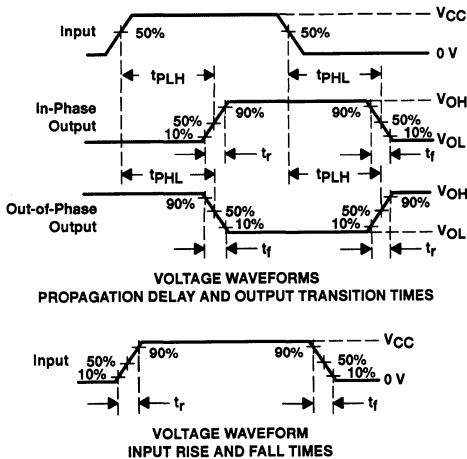 VCC
Input
50%
50%
0 V
tPLH
tPHL
In-Phase
Output
50%
10%
90%
90%
50%
10%
VOH
VOL
tr
tf
tPHL
tPLH
Out-of-Phase
Output
90%
50%
10%
10%
50%
90%
VOH
VOL
tf
tr
VOLTAGE WAVEFORMS
PROPAGATION DELAY AND OUTPUT TRANSITION TIMES
Input
50%
10%
90%
90%
50%
10%
VCC
0 V
tr
tf
VOLTAGE WAVEFORM
INPUT RISE AND FALL TIMES